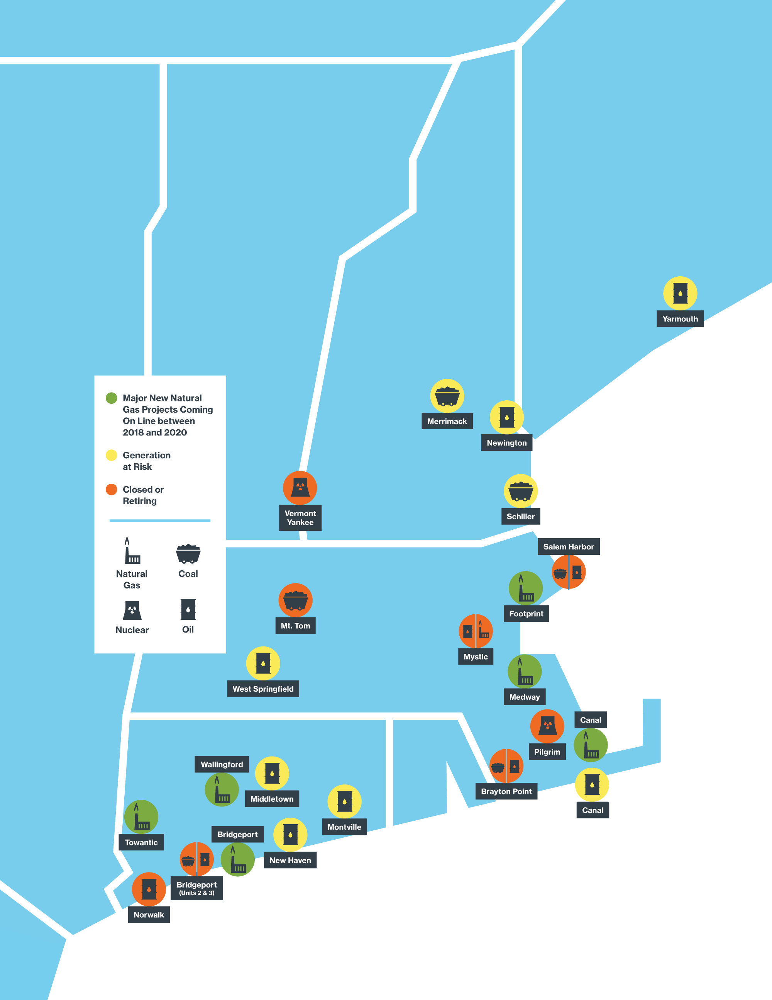 Yarmouth
Merrimack
Newington
Major New Natural
Gas Projects Coming
On Line between
2018 and 2020
Generation
at Risk
Closed or
Retiring
Natural
Gas
Coal
Nuclear
Oil
Vermont
Yankee
Schiller
Salem Harbor
Footprint
Mt. Tom
Mystic
West Springfield
Medway
Canal
Pilgrim
Wallingford
Brayton Point
Middletown
Canal
Montville
Bridgeport
Towantic
New Haven
Bridgeport
(Units 2 & 3)
Norwalk